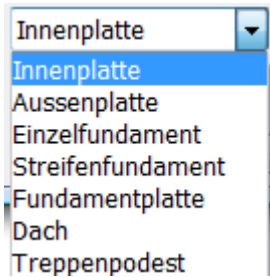 Innenplatte
Innenplatte
Aussenplatte
Einzelfundament
Streifenfundament
Fundamentplatte
Dach
Treppenpodest